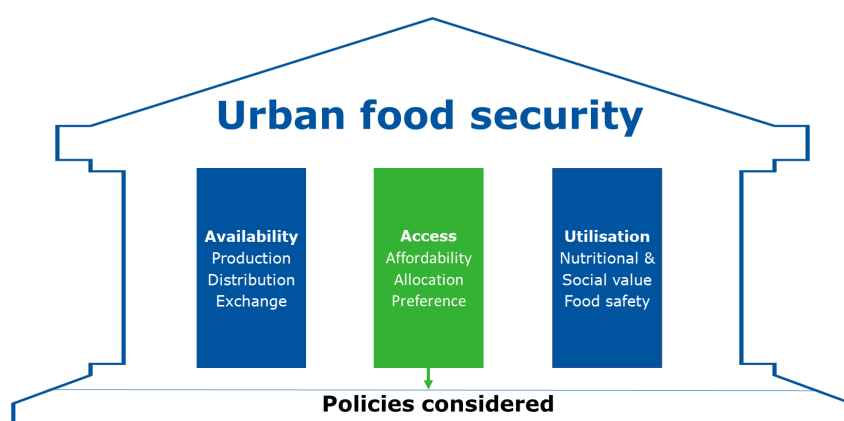 Urban food security
Availability
Production
Distribution
Exchange
Access
Affordability
Allocation
Preference
Utilisation
Nutritional &
Social value
Food safety
Policies considered